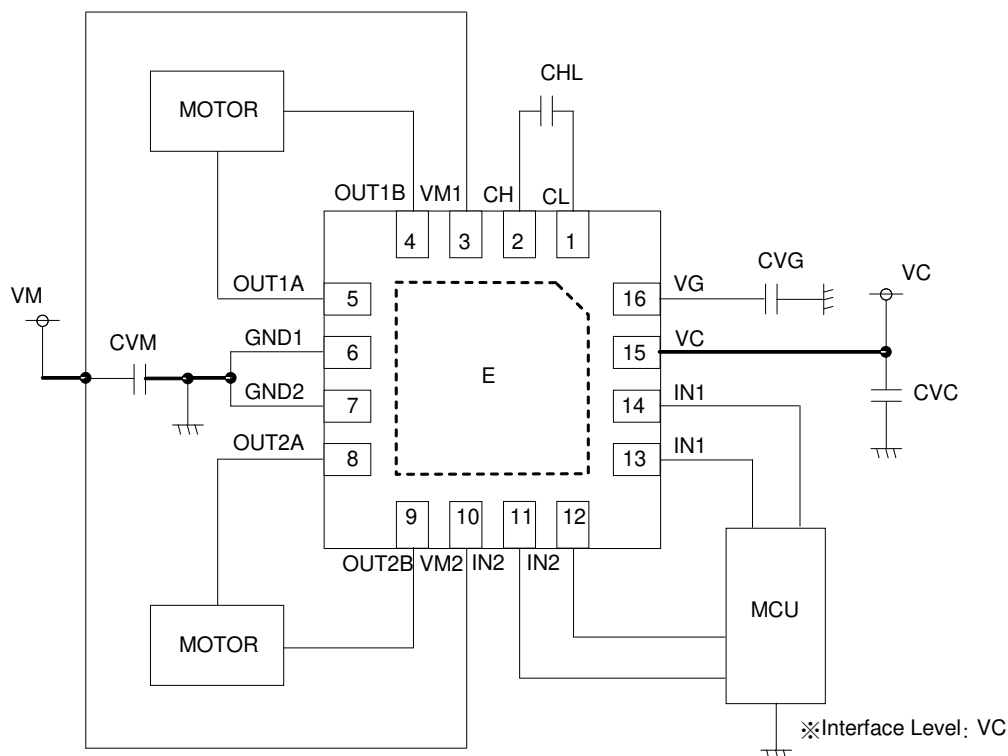 CHL
MOTOR
OUT1B VM1 CH CL
4 3 2 1
CVG VC
OUT1A 5 16 VG
VM
CVM GND1 6 15 VC
E
GND2 7 14 IN1 CVC
OUT2A 8 13 IN1
9 10 11 12
OUT2B VM2 IN2 IN2
MOTOR MCU
※Interface Level: VC